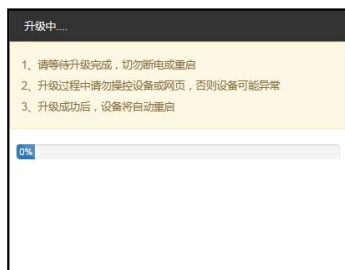 升级中....
1、请等待升级完成，切勿断电或重启
2、升级过程中请勿操控设备或网页，否则设备可能异常
3、升级成功后，设备将自动重启
0%